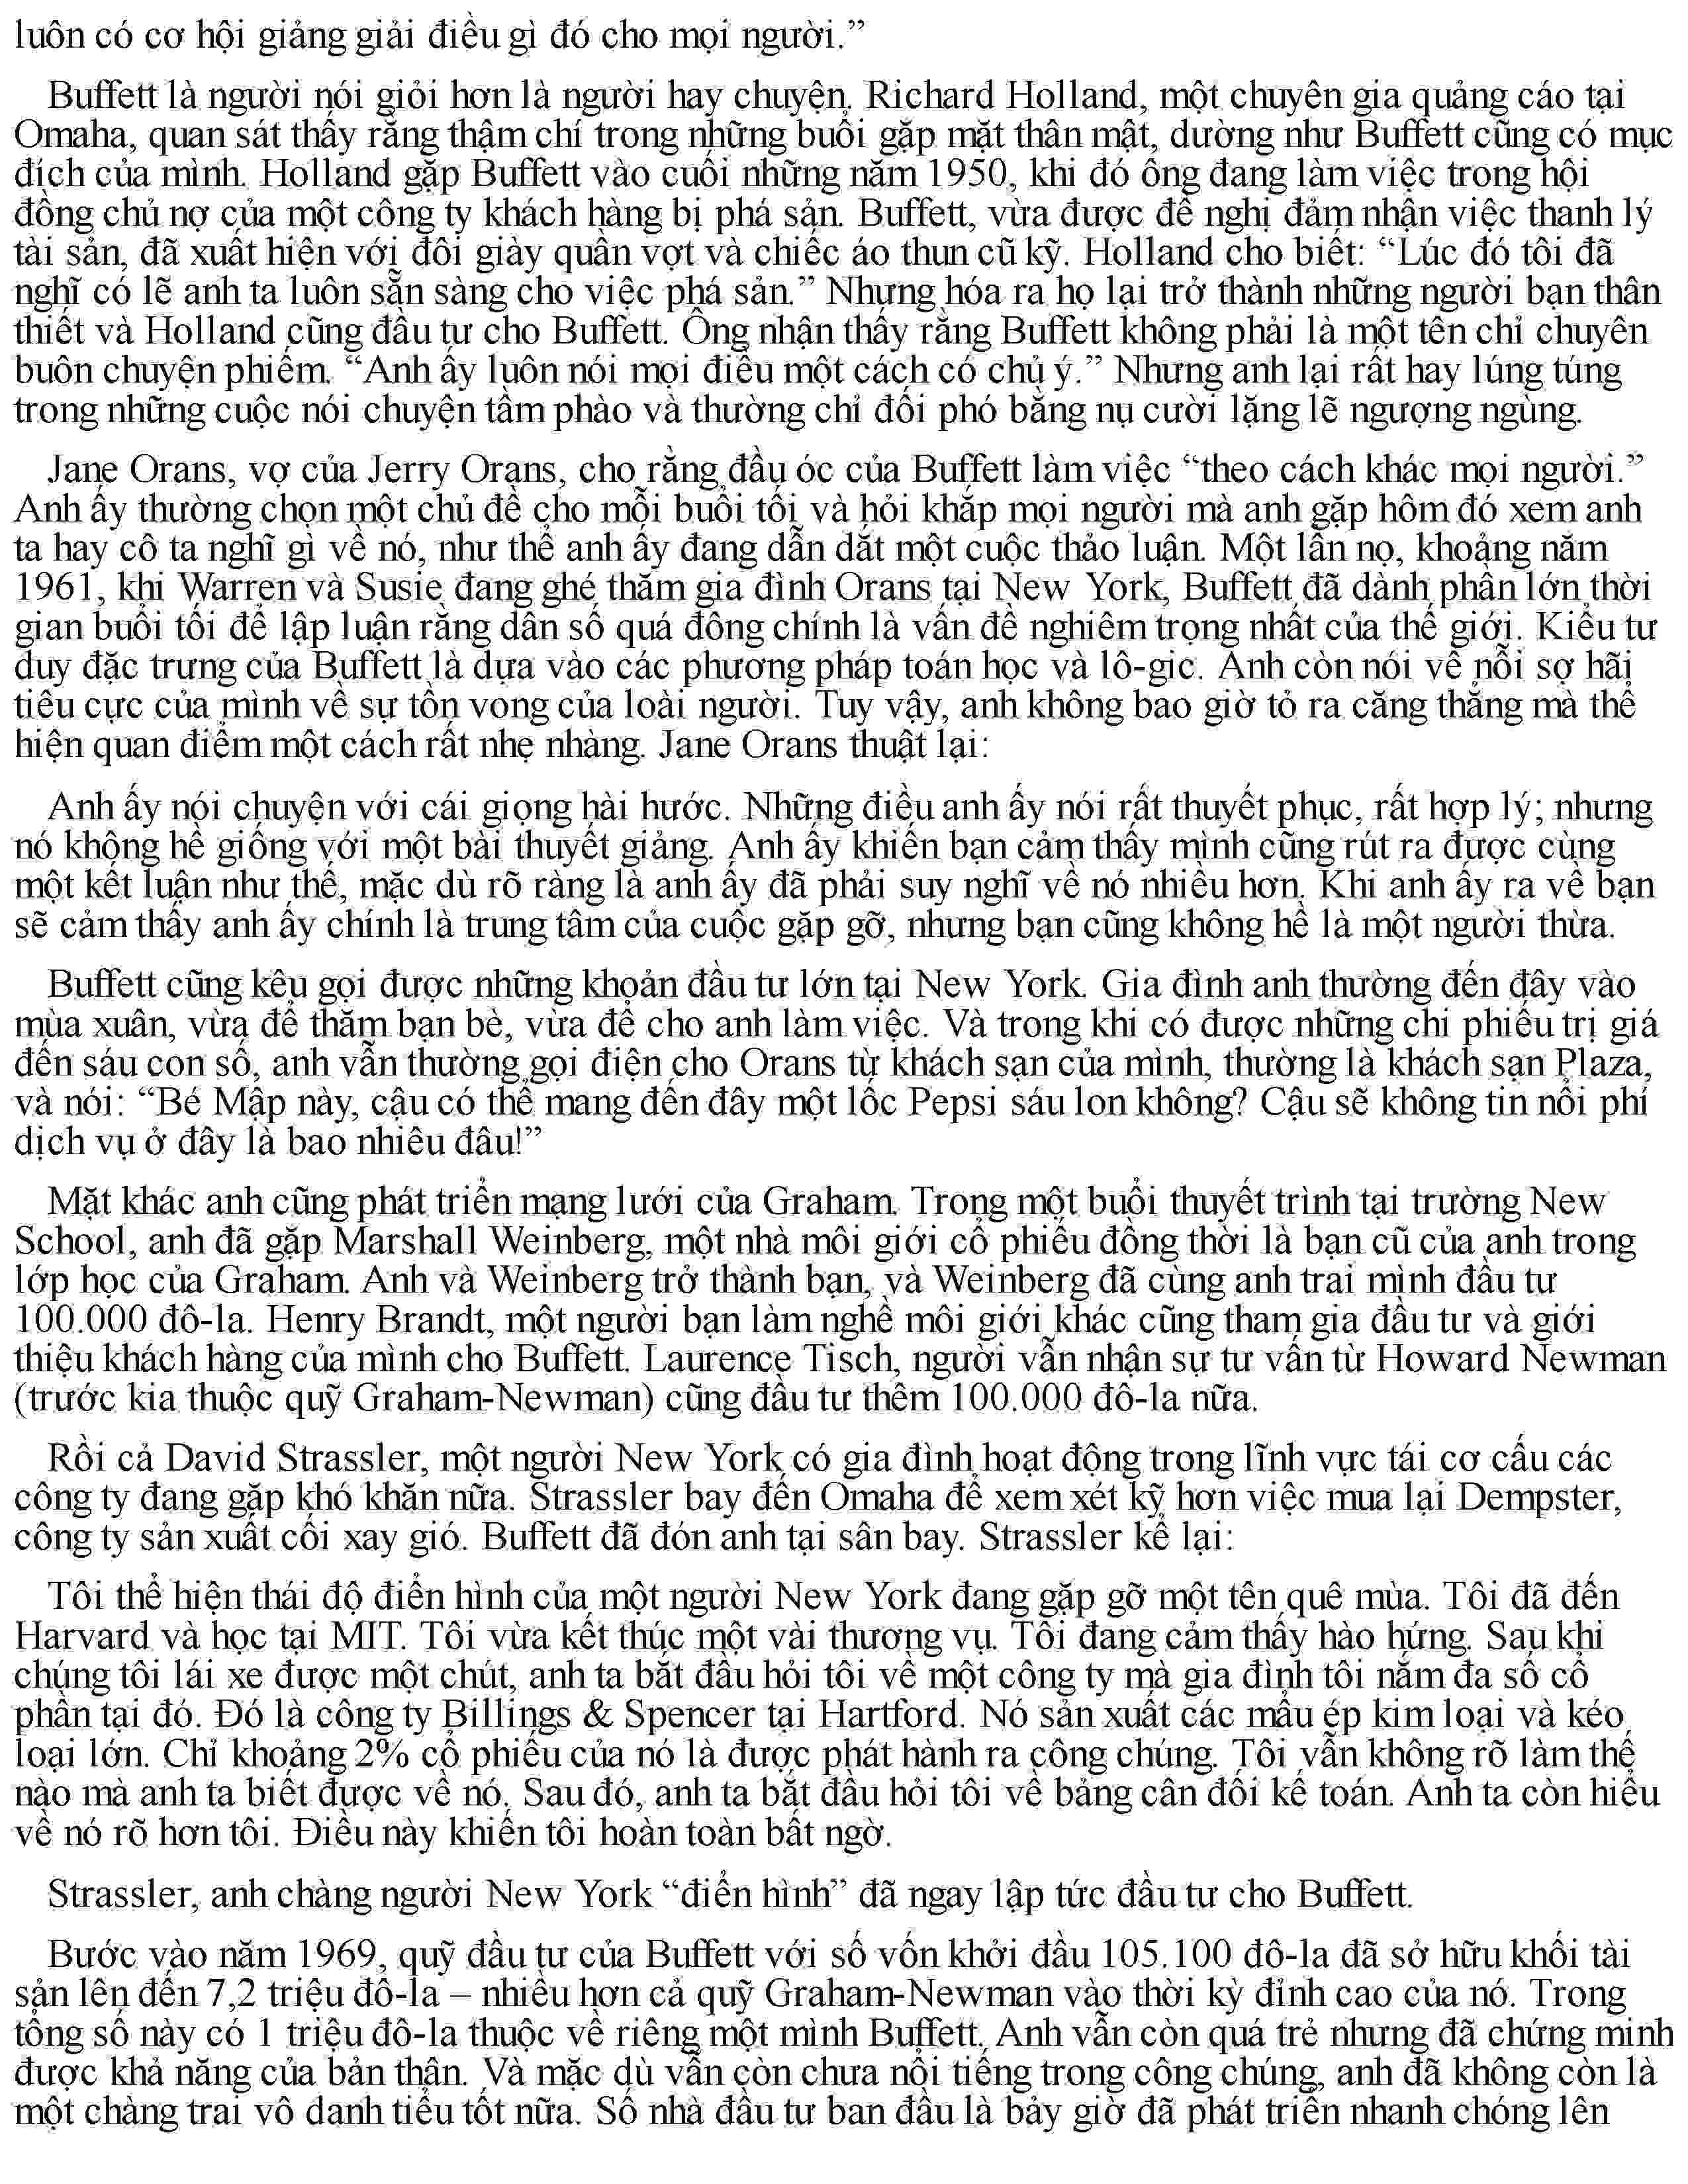 luôn có cơ hội giảng giải điều gì đó cho mọi người.”
Buffett là người nói giỏi hơn là người hay chuyện. Richard Holland, một chuyên gia quảng cáo tại
Omaha, quan sát thấy rằng thậm chí trong những buổi gặp mặt thân mật, dường như Buffett cũng có mục
đích của mình. Holland gặp Buffett vào cuối những năm 1950, khi đó ông đang làm việc trong hội
đồng chủ nợ của một công ty khách hàng bị phá sản. Buffett, vừa được đề nghị đảm nhận việc thanh lý
tài sản, đã xuất hiện với đôi giày quần vợt và chiếc áo thun cũ kỹ. Holland cho biết: “Lúc đó tôi đã
nghĩ có lẽ anh ta luôn sẵn sàng cho việc phá sản.” Nhưng hóa ra họ lại trở thành những người bạn thân
thiết và Holland cũng đầu tư cho Buffett. Ông nhận thấy rằng Buffett không phải là một tên chỉ chuyên
buôn chuyện phiếm. “Anh ấy luôn nói mọi điều một cách có chủ ý.” Nhưng anh lại rất hay lúng túng
trong những cuộc nói chuyện tầm phào và thường chỉ đối phó bằng nụ cười lặng lẽ ngượng ngùng.
Jane Orans, vợ của Jerry Orans, cho rằng đầu óc của Buffett làm việc “theo cách khác mọi người.”
Anh ấy thường chọn một chủ đề cho mỗi buổi tối và hỏi khắp mọi người mà anh gặp hôm đó xem anh
ta hay cô ta nghĩ gì về nó, như thể anh ấy đang dẫn dắt một cuộc thảo luận. Một lần nọ, khoảng năm
1961, khi Warren và Susie đang ghé thăm gia đình Orans tại New York, Buffett đã dành phần lớn thời
gian buổi tối để lập luận rằng dân số quá đông chính là vấn đề nghiêm trọng nhất của thế giới. Kiểu tư
duy đặc trưng của Buffett là dựa vào các phương pháp toán học và lô-gic. Anh còn nói về nỗi sợ hãi
tiêu cực của mình về sự tồn vong của loài người. Tuy vậy, anh không bao giờ tỏ ra căng thẳng mà thể
hiện quan điểm một cách rất nhẹ nhàng. Jane Orans thuật lại:
Anh ấy nói chuyện với cái giọng hài hước. Những điều anh ấy nói rất thuyết phục, rất hợp lý; nhưng
nó không hề giống với một bài thuyết giảng. Anh ấy khiến bạn cảm thấy mình cũng rút ra được cùng
một kết luận như thế, mặc dù rõ ràng là anh ấy đã phải suy nghĩ về nó nhiều hơn. Khi anh ấy ra về bạn
sẽ cảm thấy anh ấy chính là trung tâm của cuộc gặp gỡ, nhưng bạn cũng không hề là một người thừa.
Buffett cũng kêu gọi được những khoản đầu tư lớn tại New York. Gia đình anh thường đến đây vào
mùa xuân, vừa để thăm bạn bè, vừa để cho anh làm việc. Và trong khi có được những chi phiếu trị giá
đến sáu con số, anh vẫn thường gọi điện cho Orans từ khách sạn của mình, thường là khách sạn Plaza,
và nói: “Bé Mập này, cậu có thể mang đến đây một lốc Pepsi sáu lon không? Cậu sẽ không tin nổi phí
dịch vụ ở đây là bao nhiêu đâu!”
Mặt khác anh cũng phát triển mạng lưới của Graham. Trong một buổi thuyết trình tại trường New
School, anh đã gặp Marshall Weinberg, một nhà môi giới cổ phiếu đồng thời là bạn cũ của anh trong
lớp học của Graham. Anh và Weinberg trở thành bạn, và Weinberg đã cùng anh trai mình đầu tư
100.000 đô-la. Henry Brandt, một người bạn làm nghề môi giới khác cũng tham gia đầu tư và giới
thiệu khách hàng của mình cho Buffett. Laurence Tisch, người vẫn nhận sự tư vấn từ Howard Newman
(trước kia thuộc quỹ Graham-Newman) cũng đầu tư thêm 100.000 đô-la nữa.
Rồi cả David Strassler, một người New York có gia đình hoạt động trong lĩnh vực tái cơ cấu các
công ty đang gặp khó khăn nữa. Strassler bay đến Omaha để xem xét kỹ hơn việc mua lại Dempster,
công ty sản xuất cối xay gió. Buffett đã đón anh tại sân bay. Strassler kể lại:
Tôi thể hiện thái độ điển hình của một người New York đang gặp gỡ một tên quê mùa. Tôi đã đến
Harvard và học tại MIT. Tôi vừa kết thúc một vài thương vụ. Tôi đang cảm thấy hào hứng. Sau khi
chúng tôi lái xe được một chút, anh ta bắt đầu hỏi tôi về một công ty mà gia đình tôi nắm đa số cổ
phần tại đó. Đó là công ty Billings & Spencer tại Hartford. Nó sản xuất các mẫu ép kim loại và kéo
loại lớn. Chỉ khoảng 2% cổ phiếu của nó là được phát hành ra công chúng. Tôi vẫn không rõ làm thế
nào mà anh ta biết được về nó. Sau đó, anh ta bắt đầu hỏi tôi về bảng cân đối kế toán. Anh ta còn hiểu
về nó rõ hơn tôi. Điều này khiến tôi hoàn toàn bất ngờ.
Strassler, anh chàng người New York “điển hình” đã ngay lập tức đầu tư cho Buffett.
Bước vào năm 1969, quỹ đầu tư của Buffett với số vốn khởi đầu 105.100 đô-la đã sở hữu khối tài
sản lên đến 7,2 triệu đô-la – nhiều hơn cả quỹ Graham-Newman vào thời kỳ đỉnh cao của nó. Trong
tổng số này có 1 triệu đô-la thuộc về riêng một mình Buffett. Anh vẫn còn quá trẻ nhưng đã chứng minh
được khả năng của bản thân. Và mặc dù vẫn còn chưa nổi tiếng trong công chúng, anh đã không còn là
một chàng trai vô danh tiểu tốt nữa. Số nhà đầu tư ban đầu là bảy giờ đã phát triển nhanh chóng lên